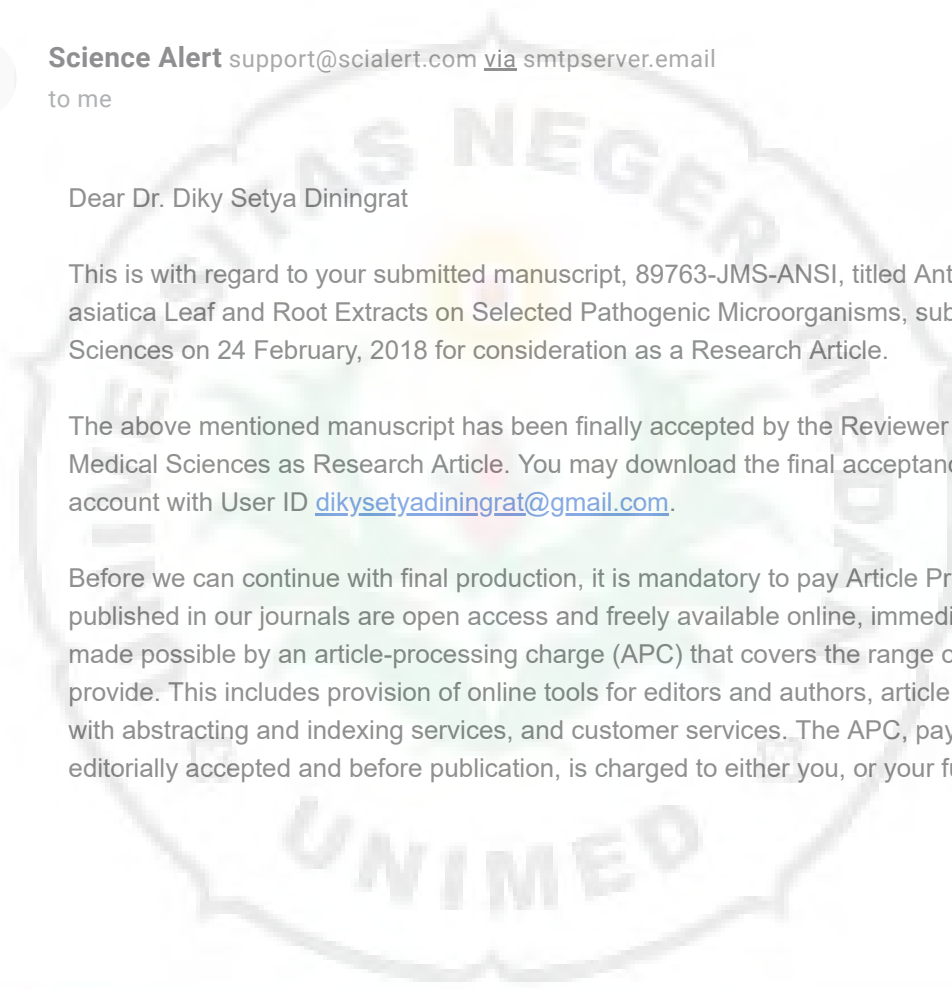 Science Alert support@scialert.com via smtpserver.email
to me
Dear Dr. Diky Setya Diningrat
This is with regard to your submitted manuscript, 89763-JMS-ANSI, titled Ant
asiatica Leaf and Root Extracts on Selected Pathogenic Microorganisms, sub
Sciences on 24 February, 2018 for consideration as a Research Article.
The above mentioned manuscript has been finally accepted by the Reviewer
Medical Sciences as Research Article. You may download the final acceptanc
account with User ID dikysetyadiningrat@gmail.com.
Before we can continue with final production, it is mandatory to pay Article Pr
published in our journals are open access and freely available online, immedi
made possible by an article-processing charge (APC) that covers the range o
provide. This includes provision of online tools for editors and authors, article
with abstracting and indexing services, and customer services. The APC, pay
editorially accepted and before publication, is charged to either you, or your fu
UNIVERSITAS NEGERI MEDAN
UNIMED